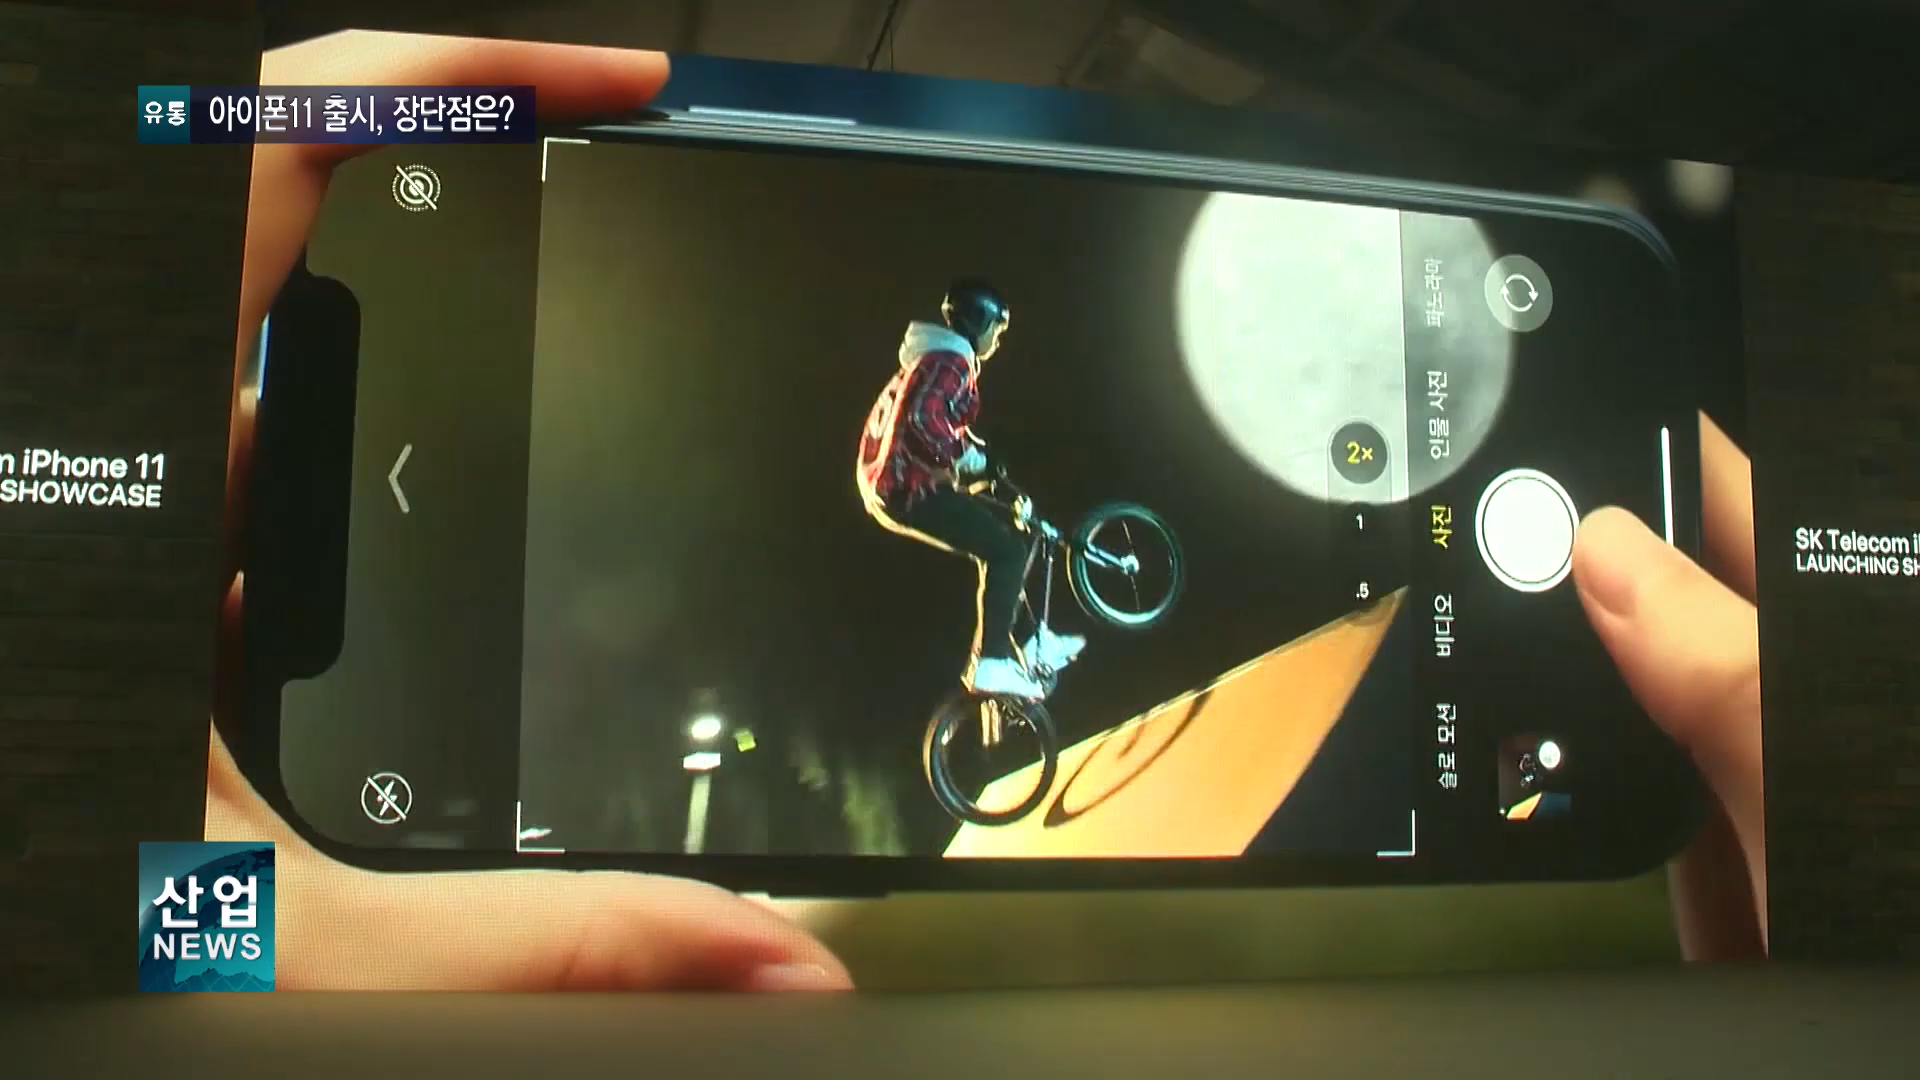 유통 아이폰11 출시, 장단점은?
iPhone 11
SHOWCASE
SK Telecom
LAUNCHING
파노라마
인물 사진
사진
비디오
슬로 모션
2×
1
.5
산업
NEWS